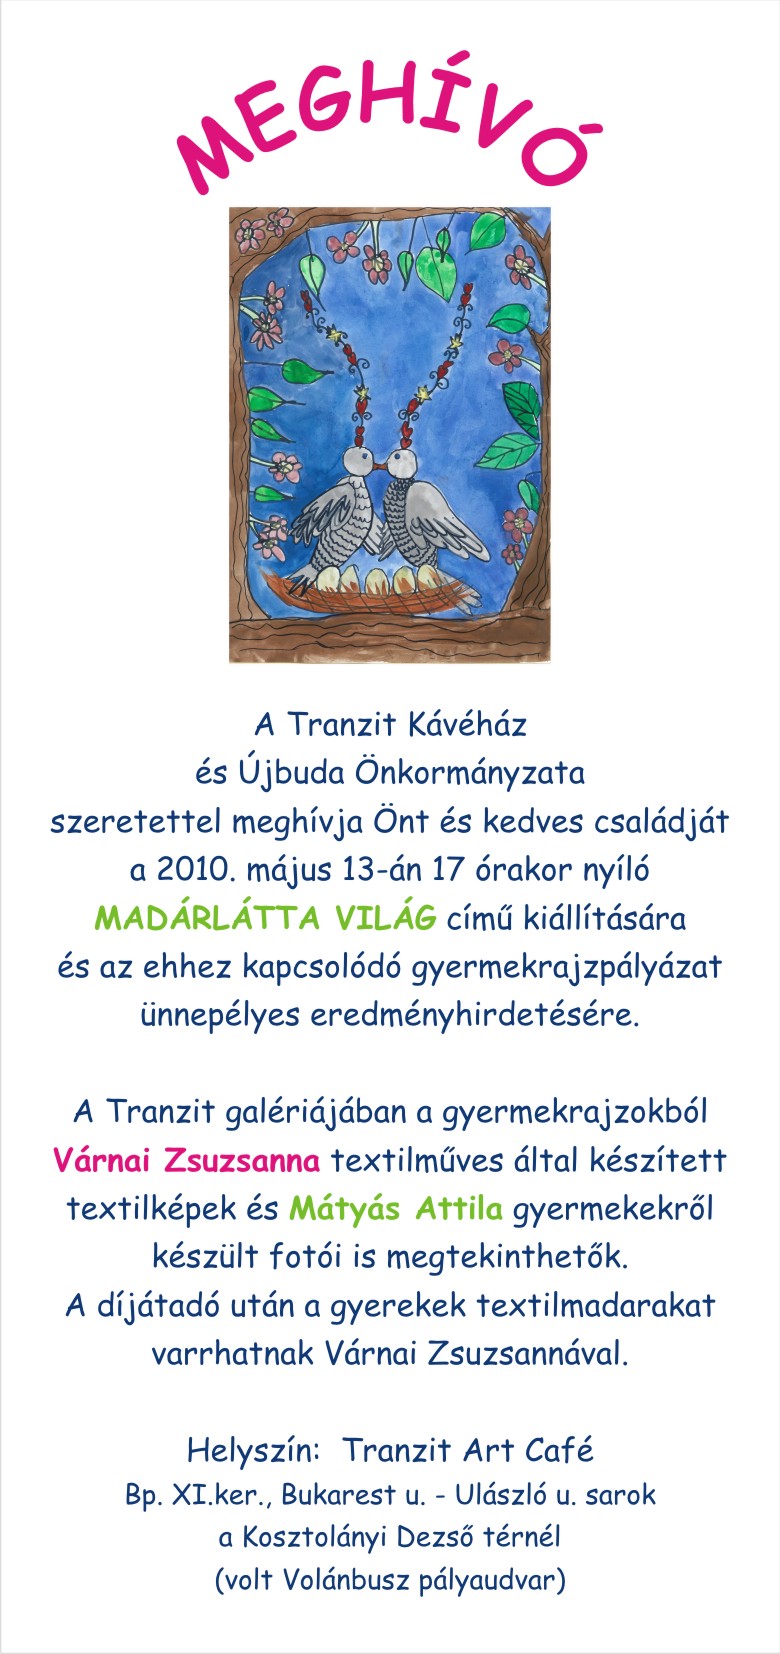 MEGHÍVÓ
A Tranzit Kávéház
és Újbuda Önkormányzata
szeretettel meghívja Önt és kedves családját
a 2010. május 13-án 17 órakor nyíló
MADÁRLÁTTA VILÁG című kiállítására
és az ehhez kapcsolódó gyermekrajzpályázat
ünnepélyes eredményhirdetésére.
A Tranzit galériájában a gyermekrajzokból
Várnai Zsuzsanna textilműves által készített
textilképek és Mátyás Attila gyermekekről
készült fotói is megtekinthetők.
A díjátadó után a gyerekek textilmadarakat
varrhatnak Várnai Zsuzsannával.
Helyszín: Tranzit Art Café
Bp. XI.ker., Bukarest u. - Ulászló u. sarok
a Kosztolányi Dezső térnél
(volt Volánbusz pályaudvar)